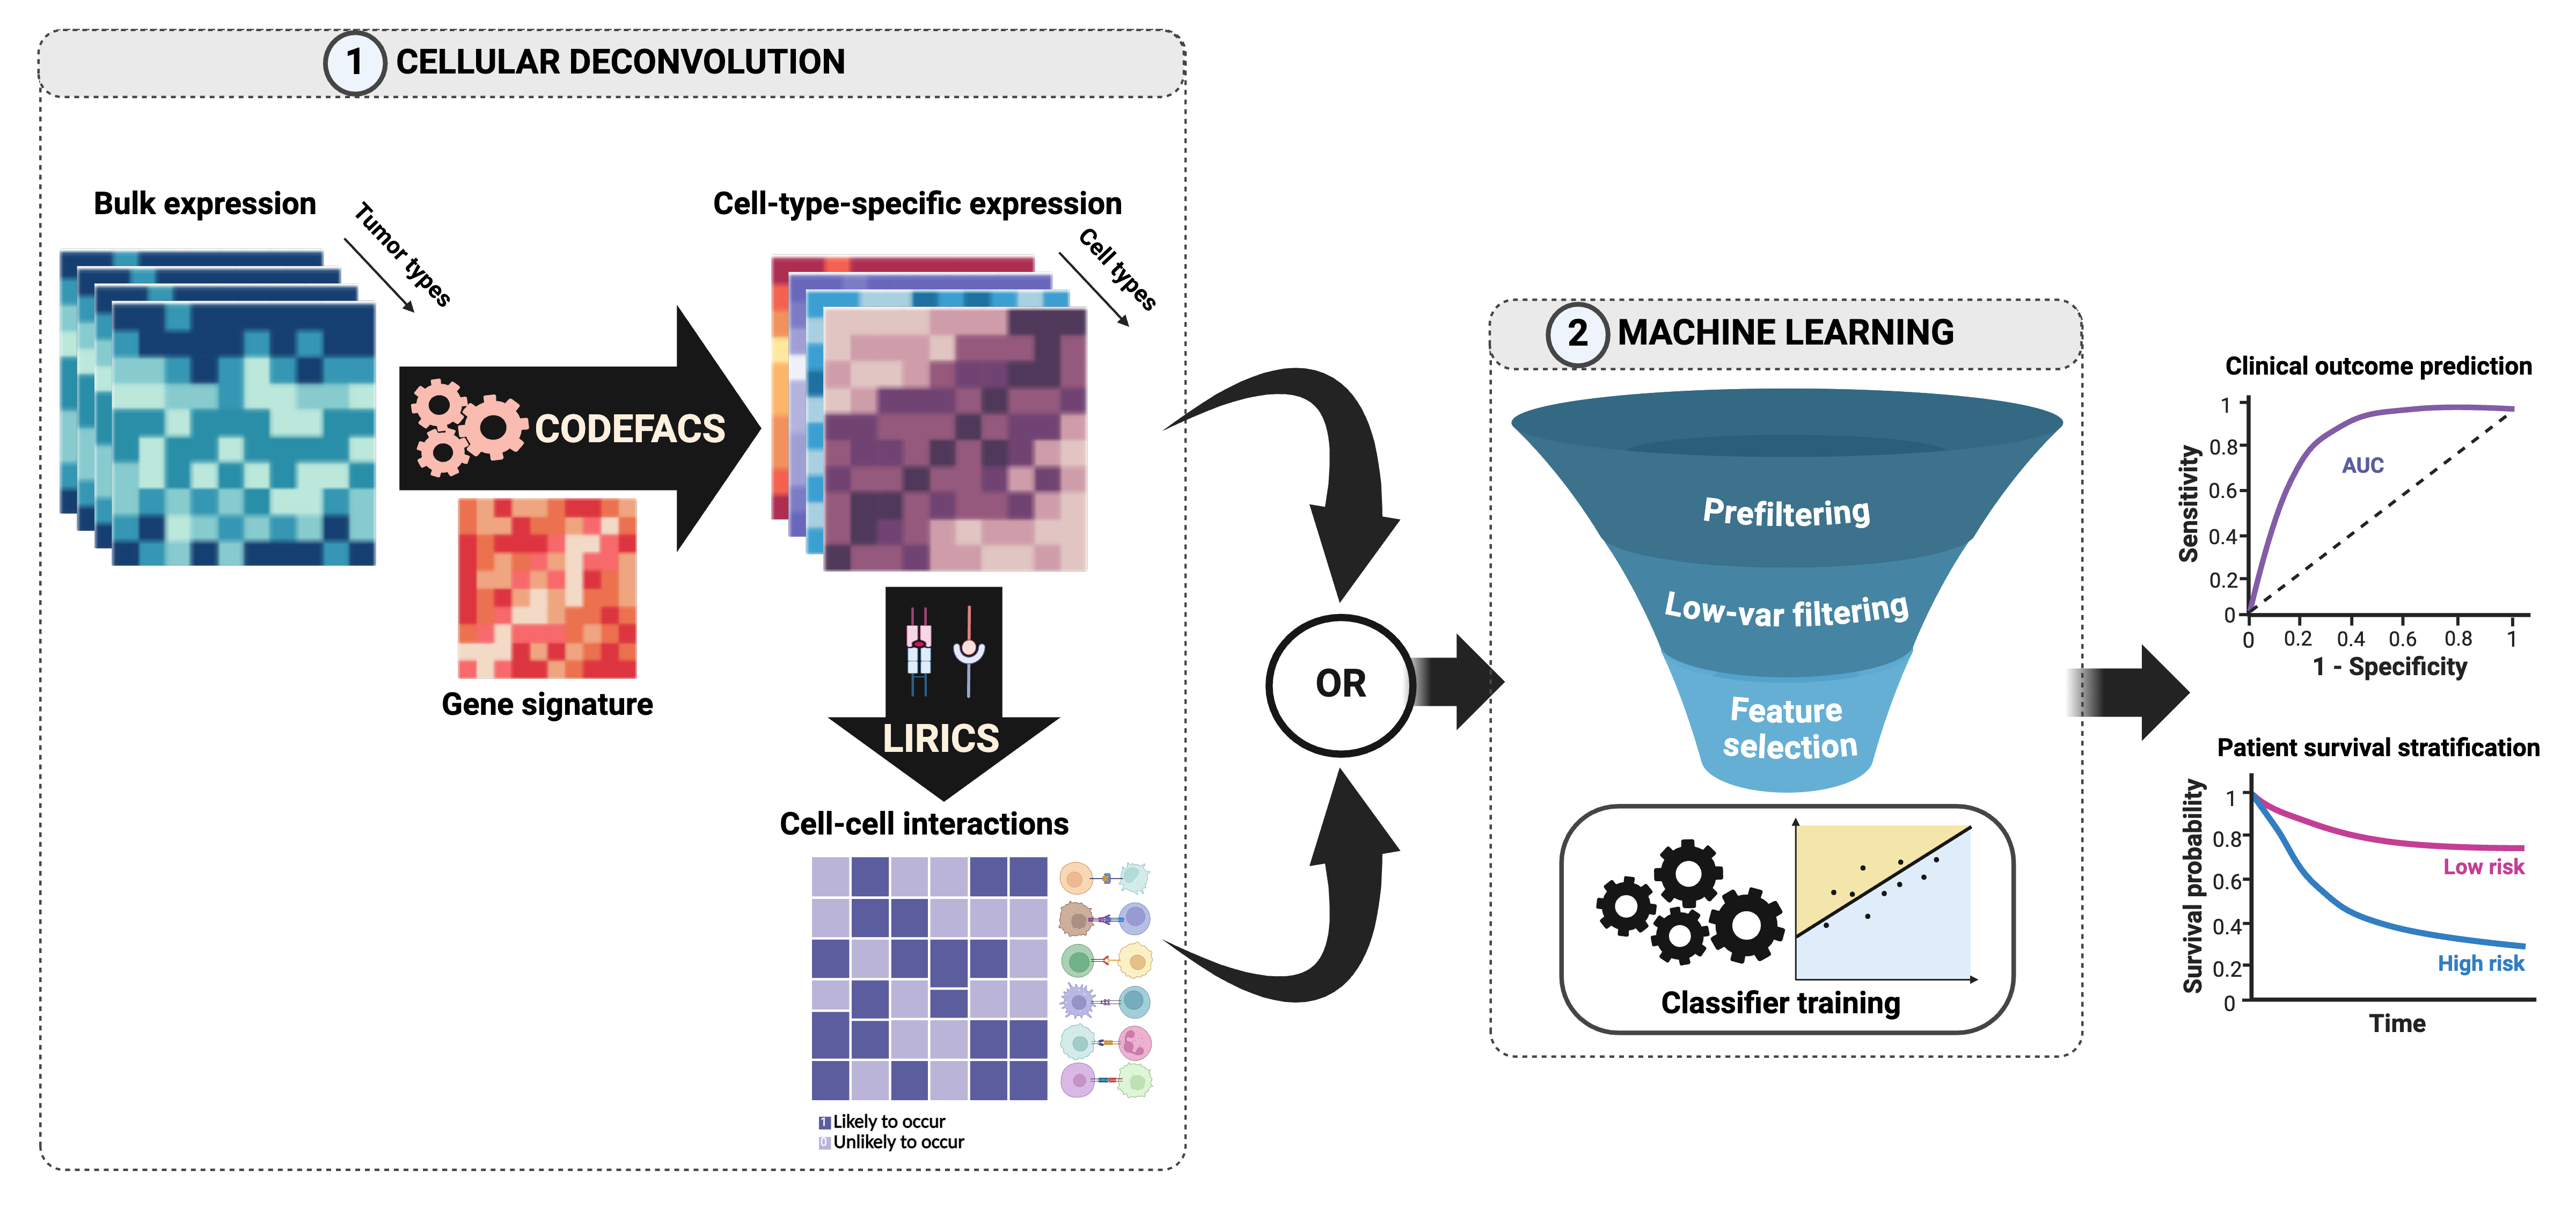 1 CELLULAR DECONVOLUTION
Bulk expression
Tumor types
CODEFACS
Gene signature
Cell-type-specific expression
Cell types
LIRICS
Cell-cell interactions
1 Likely to occur
0 Unlikely to occur
OR
2 MACHINE LEARNING
Prefiltering
Low-var filtering
Feature
selection
Classifier training
Clinical outcome prediction
Sensitivity
1
0.8
0.6
0.4
0.2
0
AUC
0 0.2 0.4 0.6 0.8 1
1 - Specificity
Patient survival stratification
Survival probability
1
0.8
0.6
0.4
0.2
0
Low risk
High risk
Time